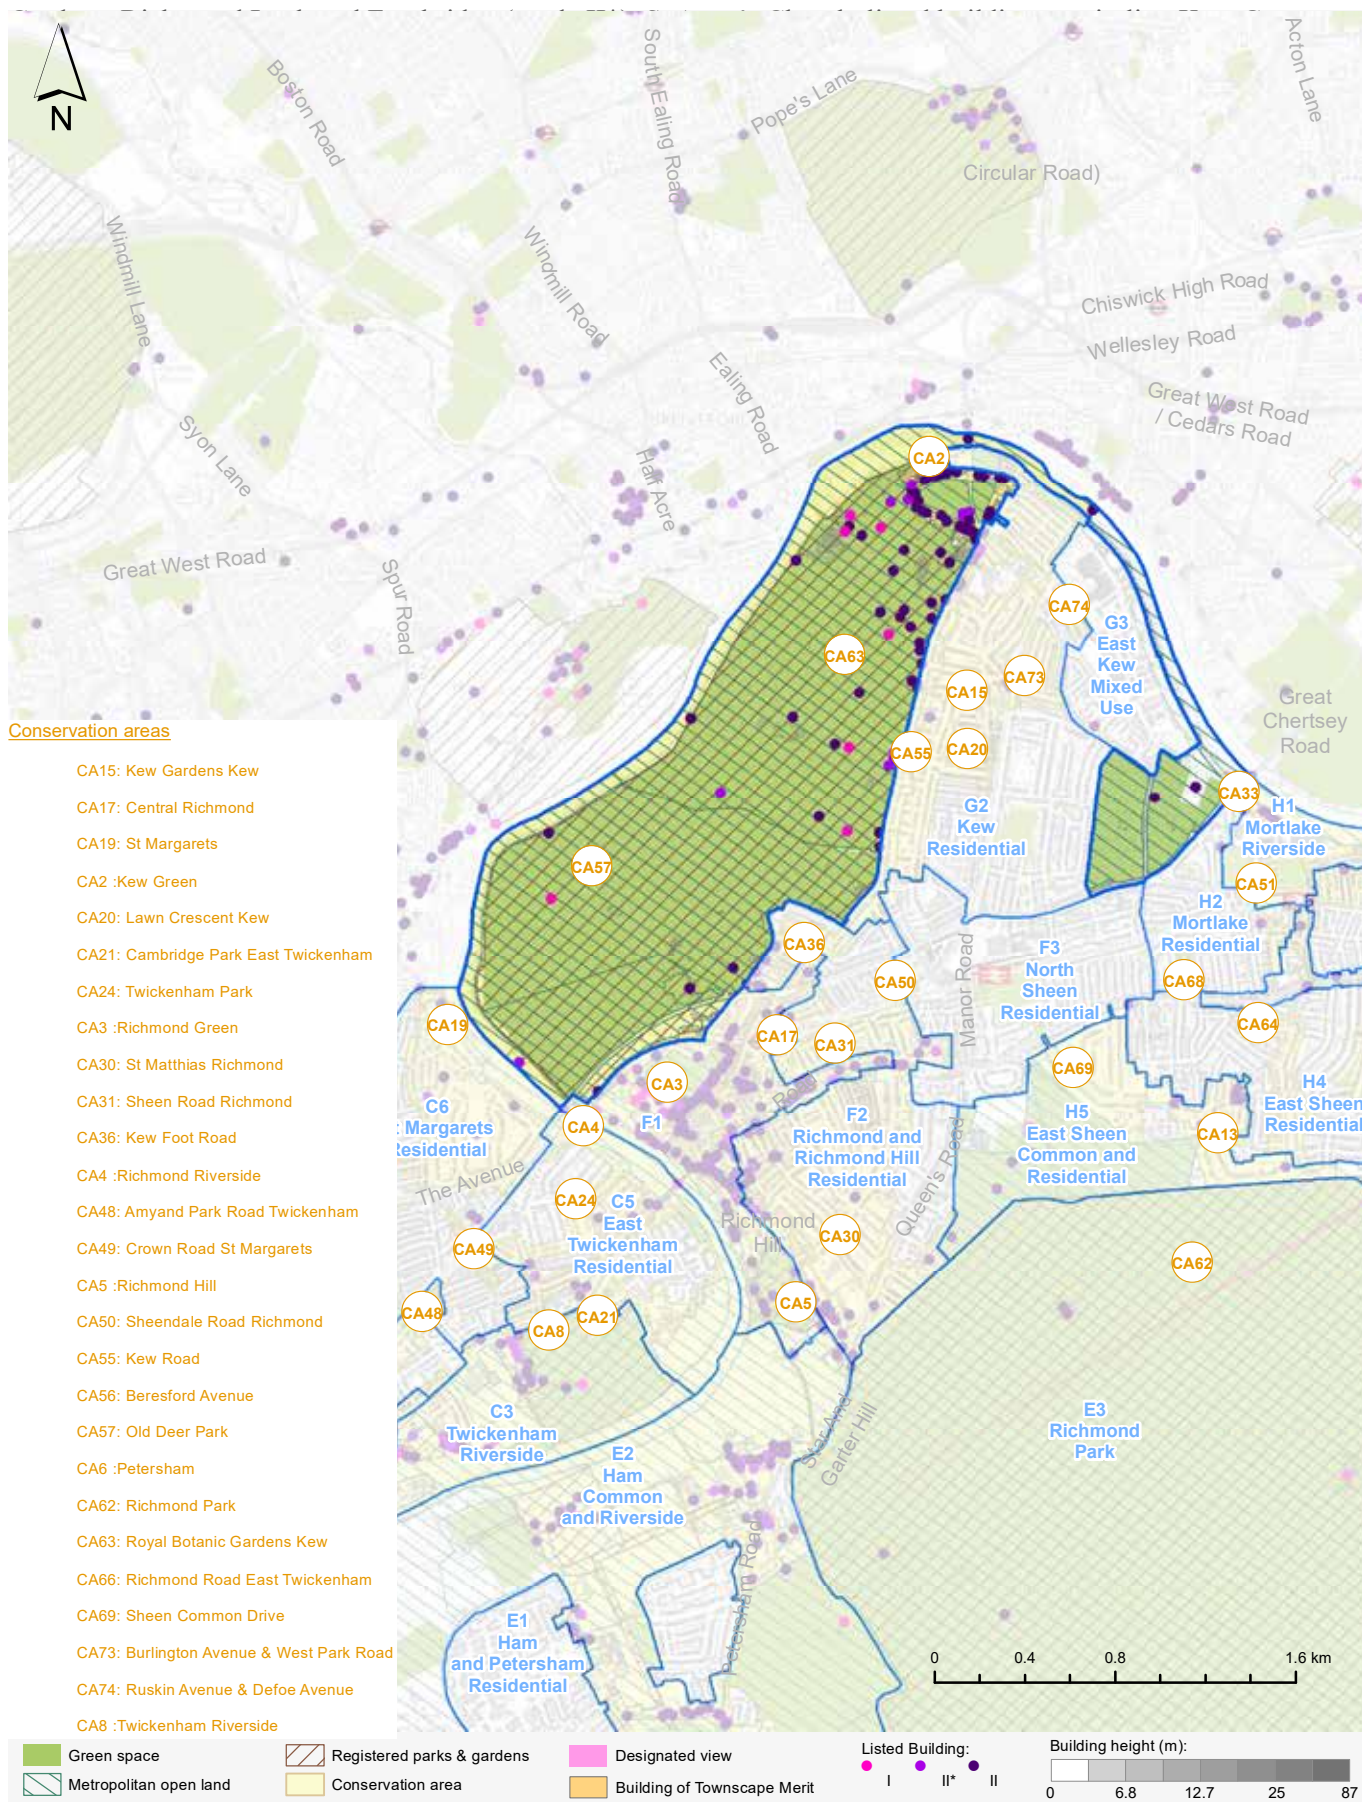 N
Boston Road
South Ealing Road
Pope's Lane
Acton Lane
Circular Road)
Windmill Lane
Windmill Road
Chiswick High Road
Wellesley Road
Ealing Road
Great West Road
/ Cedars Road
Syon Lane
Half Acre
CA2
Great West Road
Spur Road
CA74
G3
East
Kew
Mixed
Use
CA63
CA73
CA15
Great
Chertsey
Road
CA55
CA20
CA33
G2
Kew
Residential
H1
Mortlake
Riverside
CA57
CA51
H2
Mortlake
Residential
CA36
Manor Road
F3
North
Sheen
Residential
CA50
CA68
CA19
CA17
CA31
CA64
CA69
CA3
C6
Margarets
Residential
F1
CA4
F2
Richmond and
Richmond Hill
Residential
H5
East Sheen
Common and
Residential
H4
East Sheen
Residential
CA13
The Avenue
Queen's Road
CA24
C5
East
Twickenham
Residential
Richmond
Hill
CA30
CA49
CA62
CA5
CA48
CA8
CA21
C3
Twickenham
Riverside
Star And
Garter Hill
E3
Richmond
Park
E2
Ham
Common
and Riverside
Petersham Road
E1
Ham
and Petersham
Residential
Conservation areas
CA15: Kew Gardens Kew
CA17: Central Richmond
CA19: St Margarets
CA2 :Kew Green
CA20: Lawn Crescent Kew
CA21: Cambridge Park East Twickenham
CA24: Twickenham Park
CA3 :Richmond Green
CA30: St Matthias Richmond
CA31: Sheen Road Richmond
CA36: Kew Foot Road
CA4 :Richmond Riverside
CA48: Amyand Park Road Twickenham
CA49: Crown Road St Margarets
CA5 :Richmond Hill
CA50: Sheendale Road Richmond
CA55: Kew Road
CA56: Beresford Avenue
CA57: Old Deer Park
CA6 :Petersham
CA62: Richmond Park
CA63: Royal Botanic Gardens Kew
CA66: Richmond Road East Twickenham
CA69: Sheen Common Drive
CA73: Burlington Avenue & West Park Road
CA74: Ruskin Avenue & Defoe Avenue
CA8 :Twickenham Riverside
0 0.4 0.8 1.6 km
Green space
Metropolitan open land
Registered parks & gardens
Conservation area
Designated view
Building of Townscape Merit
Listed Building:
I II* II
Building height (m):
0 6.8 12.7 25 87